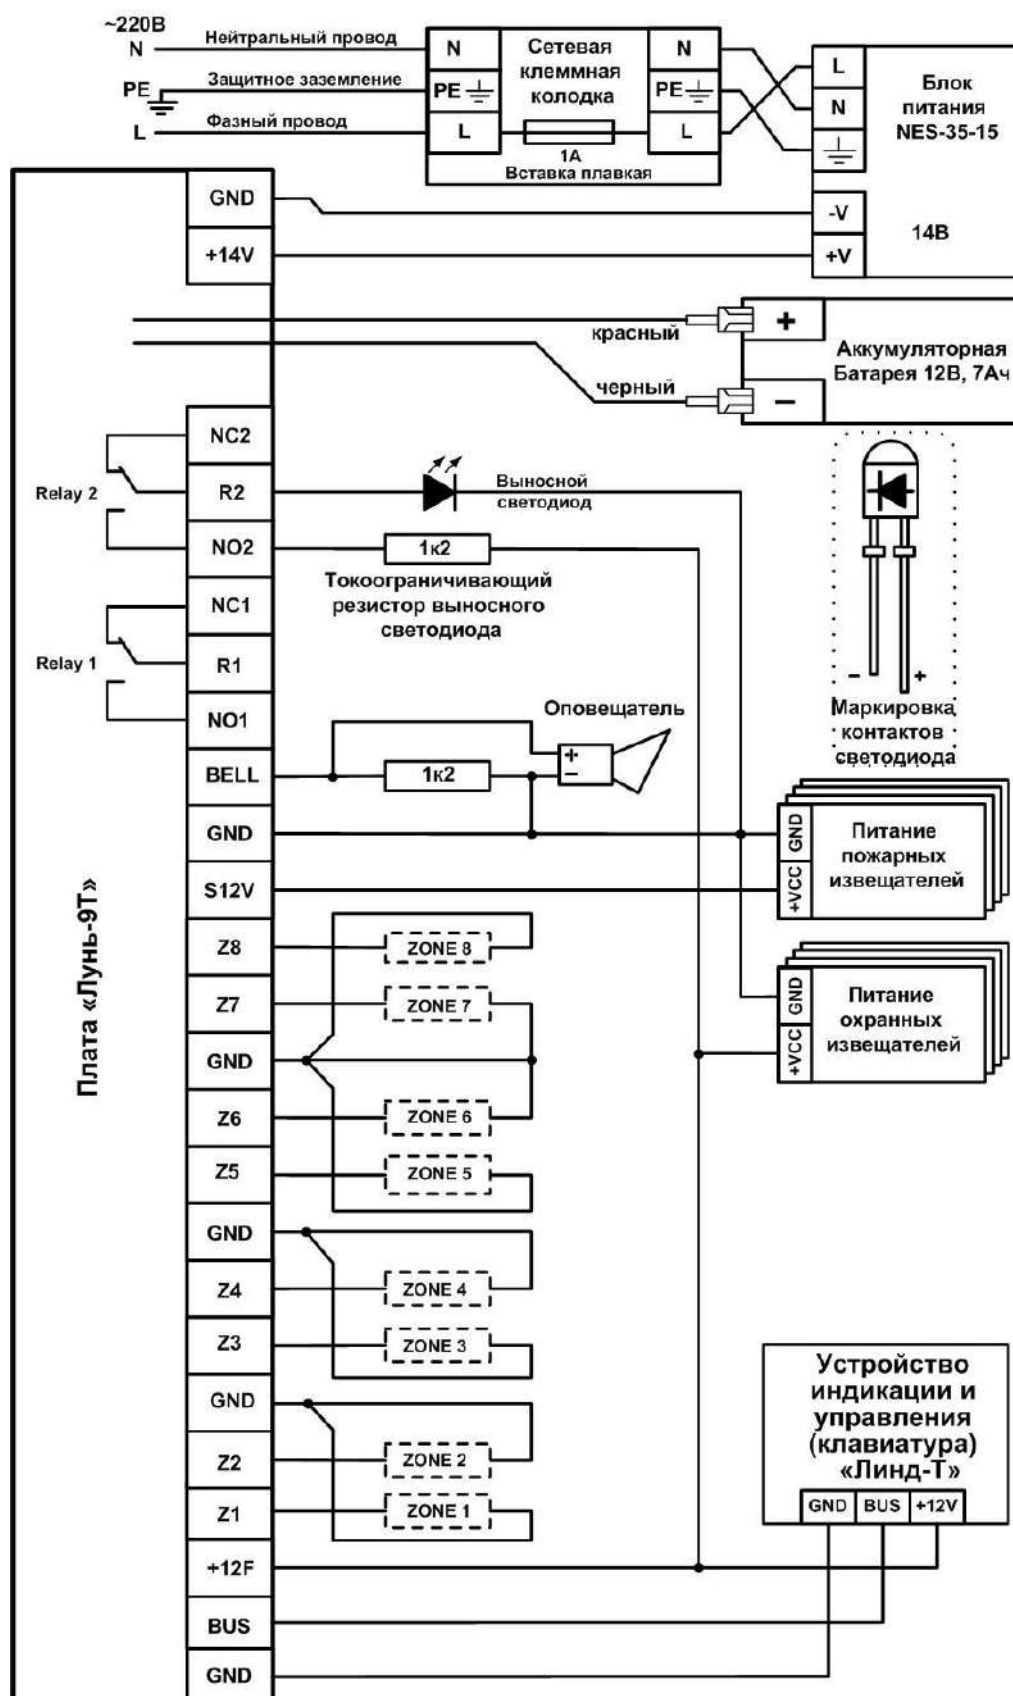 ~220В
N
Нейтральный провод
PE
Защитное заземление
L
Фазный провод
N
PE
L
Сетевая
клеммная
колодка
1А
Вставка плавкая
N
PE
L
L
N
Блок
питания
NES-35-15
-V
+V
14В
GND
+14V
красный
+
черный
−
Аккумуляторная
Батарея 12В, 7Ач
NC2
Relay 2
R2
Выносной
светодиод
NO2
1к2
Токоограничивающий
резистор выносного
светодиода
NC1
Relay 1
R1
NO1
− +
Маркировка
контактов
светодиода
Оповещатель
+
−
BELL
1к2
GND
S12V
GND
+VCC
Питание
пожарных
извещателей
Плата «Лунь-9Т»
Z8
ZONE 8
Z7
ZONE 7
GND
GND
+VCC
Питание
охранных
извещателей
Z6
ZONE 6
Z5
ZONE 5
GND
Z4
ZONE 4
Z3
ZONE 3
GND
Z2
ZONE 2
Z1
ZONE 1
Устройство
индикации и
управления
(клавиатура)
«Линд-Т»
GND BUS +12V
+12F
BUS
GND